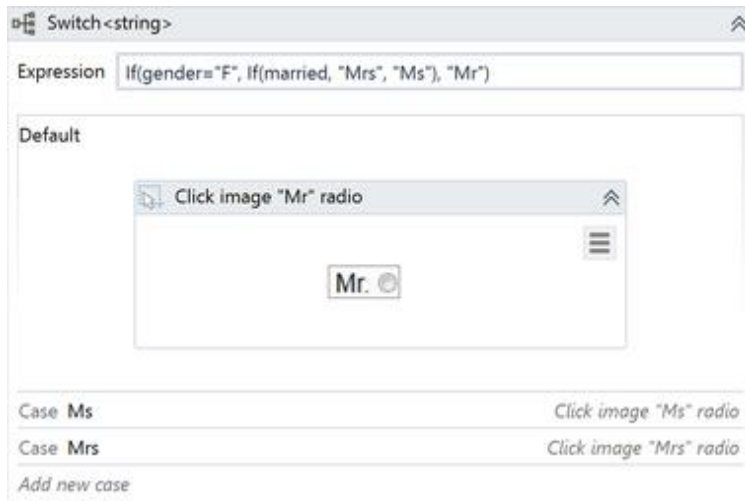 Switch<string>
Expression If(gender="F", If(married, "Mrs", "Ms"), "Mr")
Default
Click image "Mr" radio
Mr.
Case Ms Click image "Ms" radio
Case Mrs Click image "Mrs" radio
Add new case